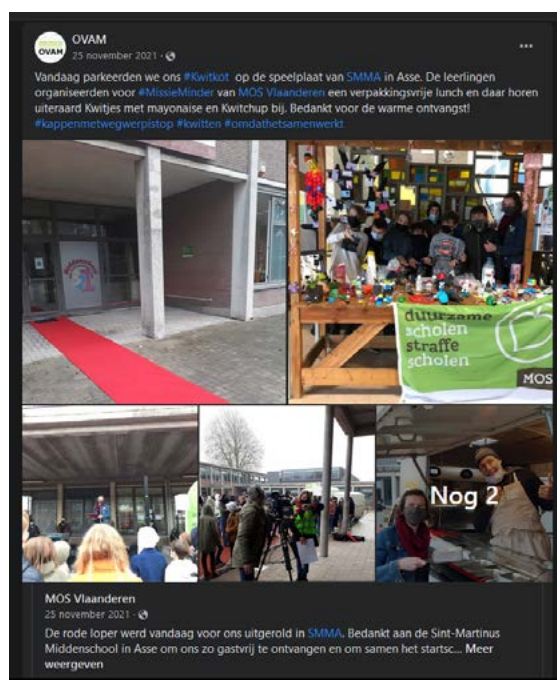 OVAM
25 november 2021 ·
OVAM
Vandaag parkeerden we ons #Kwitkot op de speelplaat van SMMA in Asse. De leerlingen
organiseerden voor #MissieMinder van MOS Vlaanderen een verpakkingsvrije lunch en daar horen
uiteraard Kwitjes met mayonaise en Kwitchup bij. Bedankt voor de warme ontvangst!
#kappenmetwegwerpistop #kwitten #omdathetsamenwerkt
Middenschool
duurzame
scholen
straffe
scholen
MOS
Nog 2
MOS Vlaanderen
25 november 2021 ·
De rode loper werd vandaag voor ons uitgerold in SMMA. Bedankt aan de Sint-Martinus
Middenschool in Asse om ons zo gastvrij te ontvangen en om samen het startsc... Meer
weergeven